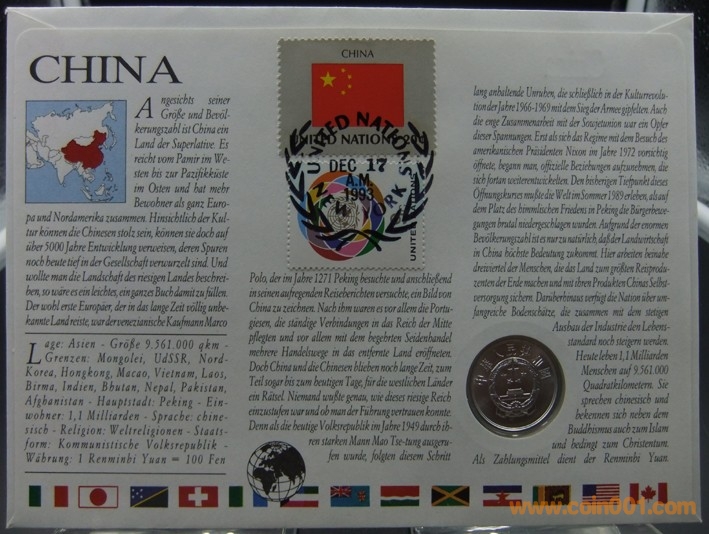 CHINA
Angesichts seiner
Größe und Bevöl-
kerungszahl ist China ein
Land der Superlative. Es
reicht vom Pamir im We-
sten bis zur Pazifikküste
im Osten und hat mehr
Bewohner als ganz Euro-
pa und Nordamerika zusammen. Hinsichtlich der Kul-
tur können die Chinesen stolz sein, können sie doch auf
über 5000 Jahre Entwicklung verweisen, deren Spuren
noch heute tief in der Gesellschaft verwurzelt sind. Und
wollte man die Landschaft des riesigen Landes beschrei-
ben, so wäre es ein leichtes, ein ganzes Buch damit zu füllen.
Der wohl erste Europäer, der in das lange Zeit völlig unbe-
kannte Land reiste, war der venezianische Kaufmann Marco
Lage: Asien - Größe 9.561.000 qkm -
Grenzen: Mongolei, UdSSR, Nord-
Korea, Hongkong, Macao, Vietnam, Laos,
Birma, Indien, Bhutan, Nepal, Pakistan,
Afghanistan - Hauptstadt: Peking - Ein-
wohner: 1,1 Milliarden - Sprache: chine-
sisch - Religion: Weltreligionen - Staats-
form: Kommunistische Volksrepublik -
Währung: 1 Renminbi Yuan = 100 Fen
CHINA
UNITED NATIONS 29c
UNITED NATIONS
DEC 17
A.M.
1993
NEW YORK
UNITED NATIONS
Polo, der im Jahre 1271 Peking besuchte und anschließend
in seinen aufregenden Reiseberichten versuchte, ein Bild von
China zu zeichnen. Nach ihm waren es vor allem die Portu-
giesen, die ständige Verbindungen in das Reich der Mitte
pflegten und vor allem mit den begehrten Seidenhandel
mehrere Handelswege in das entfernte Land eröffneten.
Doch China und die Chinesen blieben noch lange Zeit, zum
Teil sogar bis zum heutigen Tage, für die westlichen Länder
ein Rätsel. Niemand wußte genau, wie dieses riesige Reich
einzustufen war und ob man der Führung vertrauen konnte.
Denn als die heutige Volksrepublik im Jahre 1949 durch ih-
ren starken Mann Mao Tse-tung ausgeru-
fen wurde, folgten diesem Schritt
lang anhaltende Unruhen, die schließlich in der Kulturrevolu-
tion der Jahre 1966-1969 mit dem Sieg der Armee gipfelten. Auch
die enge Zusammenarbeit mit der Sowjetunion war ein Opfer
dieser Spannungen. Erst als sich das Regime mit dem Besuch des
amerikanischen Präsidenten Nixon im Jahre 1972 vorsichtig
öffnete, begann man, offizielle Beziehungen aufzunehmen, die
sich fortan weiterentwickelten. Den bisherigen Tiefpunkt dieses
Öffnungskurses mußte die Welt im Sommer 1989 erleben, als auf
dem Platz des himmlischen Friedens in Peking die Bürgerbewe-
gungen brutal niedergeschlagen wurden. Aufgrund der enormen
Bevölkerungszahl ist es nur zu natürlich, daß der Landwirtschaft
in China höchste Bedeutung zukommt. Hier arbeiten beinahe
dreiviertel der Menschen, die das Land zum größten Reisprodu-
zenten der Erde machen und mit ihren Produkten Chinas Selbst-
versorgung sichern. Darüberhinaus verfügt die Nation über um-
fangreiche Bodenschätze, die zusammen mit dem stetigen
Ausbau der Industrie den Lebens-
standard noch steigern werden.
Heute leben 1,1 Milliarden
Menschen auf 9.561.000
Quadratkilometern. Sie
sprechen chinesisch und
bekennen sich neben dem
Buddhismus auch zum Islam
und bedingt zum Christentum.
Als Zahlungsmittel dient der Renminbi Yuan.
中华人民共和国
www.coin001.com